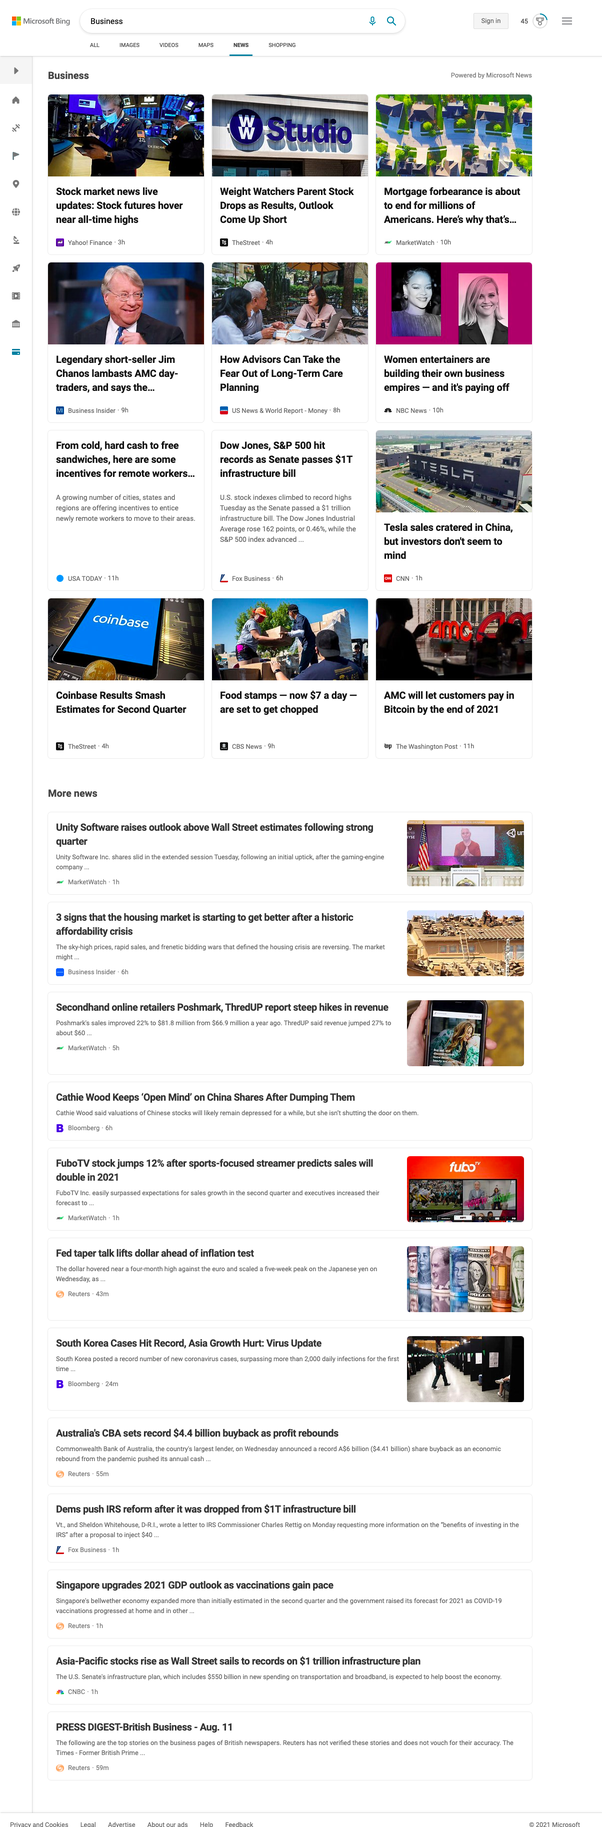 Microsoft Bing
Business
Sign in
45
ALL
IMAGES
VIDEOS
MAPS
NEWS
SHOPPING
Business
Powered by Microsoft News
WW Studio
Stock market news live
updates: Stock futures hover
near all-time highs
Yahoo! Finance · 3h
Weight Watchers Parent Stock
Drops as Results, Outlook
Come Up Short
TheStreet · 4h
Mortgage forbearance is about
to end for millions of
Americans. Here's why that's…
MarketWatch · 10h
Legendary short-seller Jim
Chanos lambasts AMC day-
traders, and says the…
Business Insider · 9h
How Advisors Can Take the
Fear Out of Long-Term Care
Planning
US News & World Report - Money · 8h
Women entertainers are
building their own business
empires — and it's paying off
NBC News · 10h
From cold, hard cash to free
sandwiches, here are some
incentives for remote workers…
A growing number of cities, states and
regions are offering incentives to entice
newly remote workers to move to their areas.
USA TODAY · 11h
Dow Jones, S&P 500 hit
records as Senate passes $1T
infrastructure bill
U.S. stock indexes climbed to record highs
Tuesday as the Senate passed a $1 trillion
infrastructure bill. The Dow Jones Industrial
Average rose 162 points, or 0.46%, while the
S&P 500 index advanced ...
Fox Business · 6h
TESLA
Tesla sales cratered in China,
but investors don't seem to
mind
CNN · 1h
coinbase
Coinbase Results Smash
Estimates for Second Quarter
TheStreet · 4h
Food stamps — now $7 a day —
are set to get chopped
CBS News · 9h
amc
AMC will let customers pay in
Bitcoin by the end of 2021
The Washington Post · 11h
More news
Unity Software raises outlook above Wall Street estimates following strong
quarter
Unity Software Inc. shares slid in the extended session Tuesday, following an initial uptick, after the gaming-engine
company ...
MarketWatch · 1h
3 signs that the housing market is starting to get better after a historic
affordability crisis
The sky-high prices, rapid sales, and frenetic bidding wars that defined the housing crisis are reversing. The market
might ...
Business Insider · 6h
Secondhand online retailers Poshmark, ThredUP report steep hikes in revenue
Poshmark's sales improved 22% to $81.8 million from $66.9 million a year ago. ThredUP said revenue jumped 27% to
about $60 ...
MarketWatch · 5h
Cathie Wood Keeps 'Open Mind' on China Shares After Dumping Them
Cathie Wood said valuations of Chinese stocks will likely remain depressed for a while, but she isn't shutting the door on them.
Bloomberg · 6h
FuboTV stock jumps 12% after sports-focused streamer predicts sales will
double in 2021
FuboTV Inc. easily surpassed expectations for sales growth in the second quarter and executives increased their
forecast to ...
MarketWatch · 1h
fubo TV
Fed taper talk lifts dollar ahead of inflation test
The dollar hovered near a four-month high against the euro and scaled a five-week peak on the Japanese yen on
Wednesday, as ...
Reuters · 43m
South Korea Cases Hit Record, Asia Growth Hurt: Virus Update
South Korea posted a record number of new coronavirus cases, surpassing more than 2,000 daily infections for the first
time ...
Bloomberg · 24m
Australia's CBA sets record $4.4 billion buyback as profit rebounds
Commonwealth Bank of Australia, the country's largest lender, on Wednesday announced a record A$6 billion ($4.41 billion) share buyback as an economic
rebound from the pandemic pushed its annual cash ...
Reuters · 55m
Dems push IRS reform after it was dropped from $1T infrastructure bill
Vt., and Sheldon Whitehouse, D-R.I., wrote a letter to IRS Commissioner Charles Rettig on Monday requesting more information on the "benefits of investing in the
IRS" after a proposal to inject $40 ...
Fox Business · 1h
Singapore upgrades 2021 GDP outlook as vaccinations gain pace
Singapore's bellwether economy expanded more than initially estimated in the second quarter and the government raised its forecast for 2021 as COVID-19
vaccinations progressed at home and in other ...
Reuters · 1h
Asia-Pacific stocks rise as Wall Street sails to records on $1 trillion infrastructure plan
The U.S. Senate's infrastructure plan, which includes $550 billion in new spending on transportation and broadband, is expected to help boost the economy.
CNBC · 1h
PRESS DIGEST-British Business - Aug. 11
The following are the top stories on the business pages of British newspapers. Reuters has not verified these stories and does not vouch for their accuracy. The
Times - Former British Prime ...
Reuters · 59m
Privacy and Cookies
Legal
Advertise
About our ads
Help
Feedback
© 2021 Microsoft